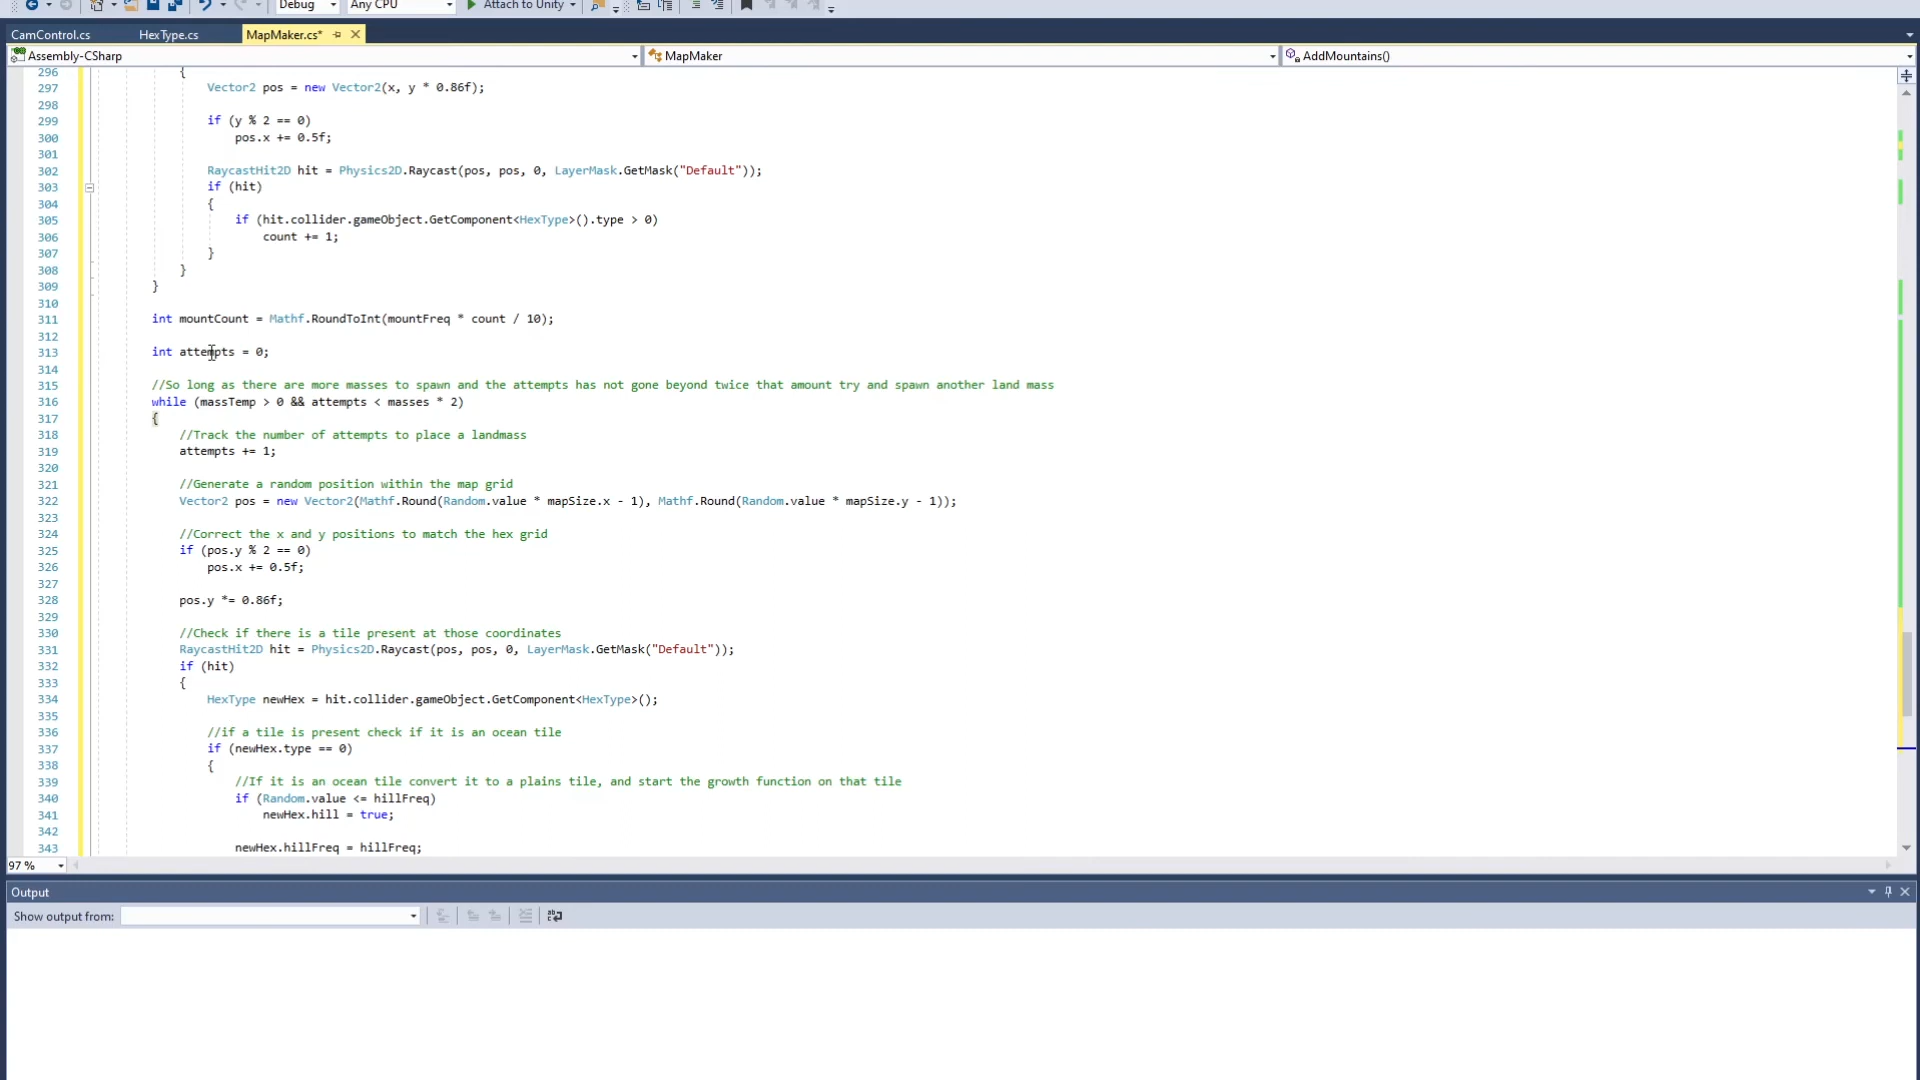 Debug Any CPU Attach to Unity
CamControl.cs HexType.cs MapMaker.cs*
Assembly-CSharp MapMaker AddMountains()
296 {
297 Vector2 pos = new Vector2(x, y * 0.86f);
298
299 if (y % 2 == 0)
300 pos.x += 0.5f;
301
302 RaycastHit2D hit = Physics2D.Raycast(pos, pos, 0, LayerMask.GetMask("Default"));
303 if (hit)
304 {
305 if (hit.collider.gameObject.GetComponent<HexType>().type > 0)
306 count += 1;
307 }
308 }
309 }
310
311 int mountCount = Mathf.RoundToInt(mountFreq * count / 10);
312
313 int attempts = 0;
314
315 //So long as there are more masses to spawn and the attempts has not gone beyond twice that amount try and spawn another land mass
316 while (massTemp > 0 && attempts < masses * 2)
317 {
318 //Track the number of attempts to place a landmass
319 attempts += 1;
320
321 //Generate a random position within the map grid
322 Vector2 pos = new Vector2(Mathf.Round(Random.value * mapSize.x - 1), Mathf.Round(Random.value * mapSize.y - 1));
323
324 //Correct the x and y positions to match the hex grid
325 if (pos.y % 2 == 0)
326 pos.x += 0.5f;
327
328 pos.y *= 0.86f;
329
330 //Check if there is a tile present at those coordinates
331 RaycastHit2D hit = Physics2D.Raycast(pos, pos, 0, LayerMask.GetMask("Default"));
332 if (hit)
333 {
334 HexType newHex = hit.collider.gameObject.GetComponent<HexType>();
335
336 //if a tile is present check if it is an ocean tile
337 if (newHex.type == 0)
338 {
339 //If it is an ocean tile convert it to a plains tile, and start the growth function on that tile
340 if (Random.value <= hillFreq)
341 newHex.hill = true;
342
343 newHex.hillFreq = hillFreq;
97 %
Output
Show output from: